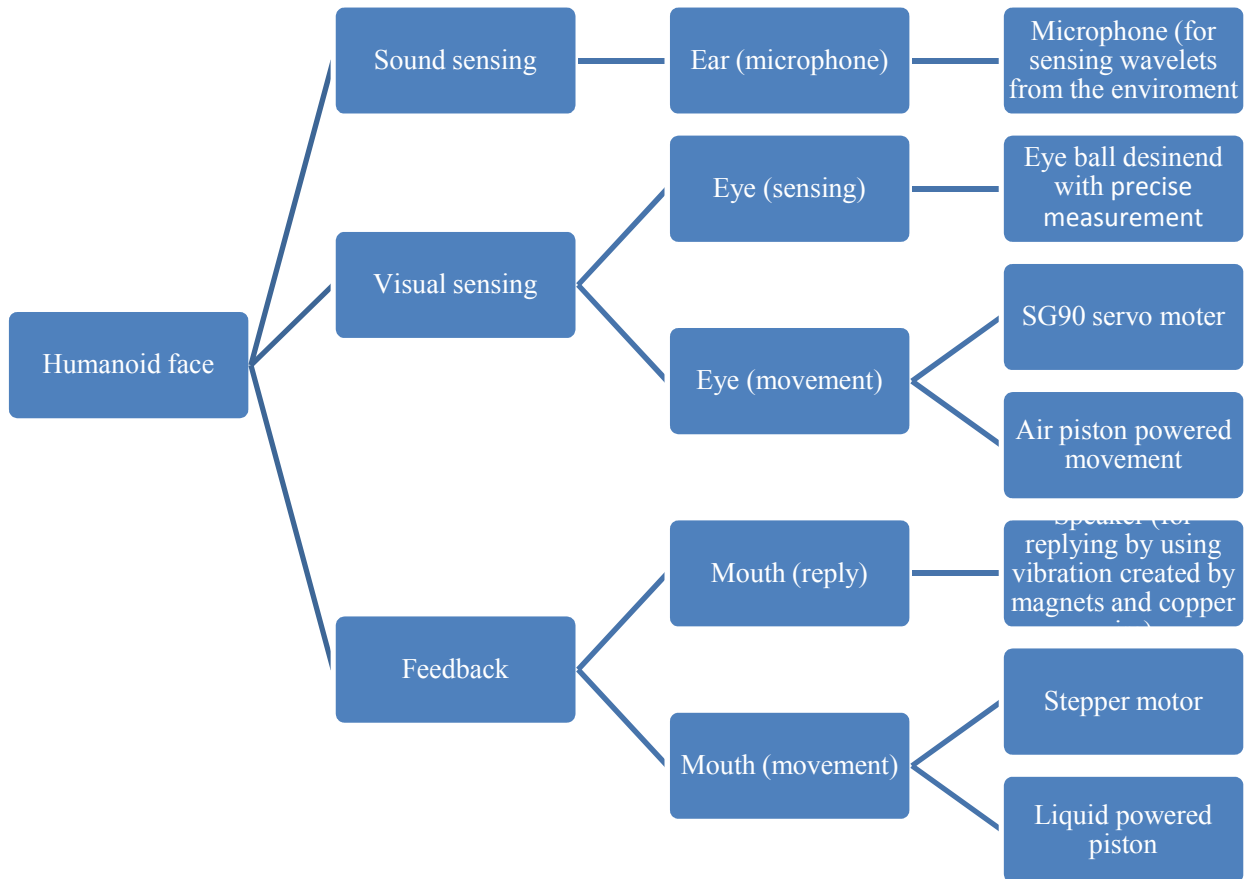 Humanoid face
Sound sensing
Visual sensing
Feedback
Ear (microphone)
Eye (sensing)
Eye (movement)
Mouth (reply)
Mouth (movement)
Microphone (for
sensing wavelets
from the enviroment
Eye ball desinend
with precise
measurement
SG90 servo moter
Air piston powered
movement
Speaker (for
replying by using
vibration created by
magnets and copper
Stepper motor
Liquid powered
piston